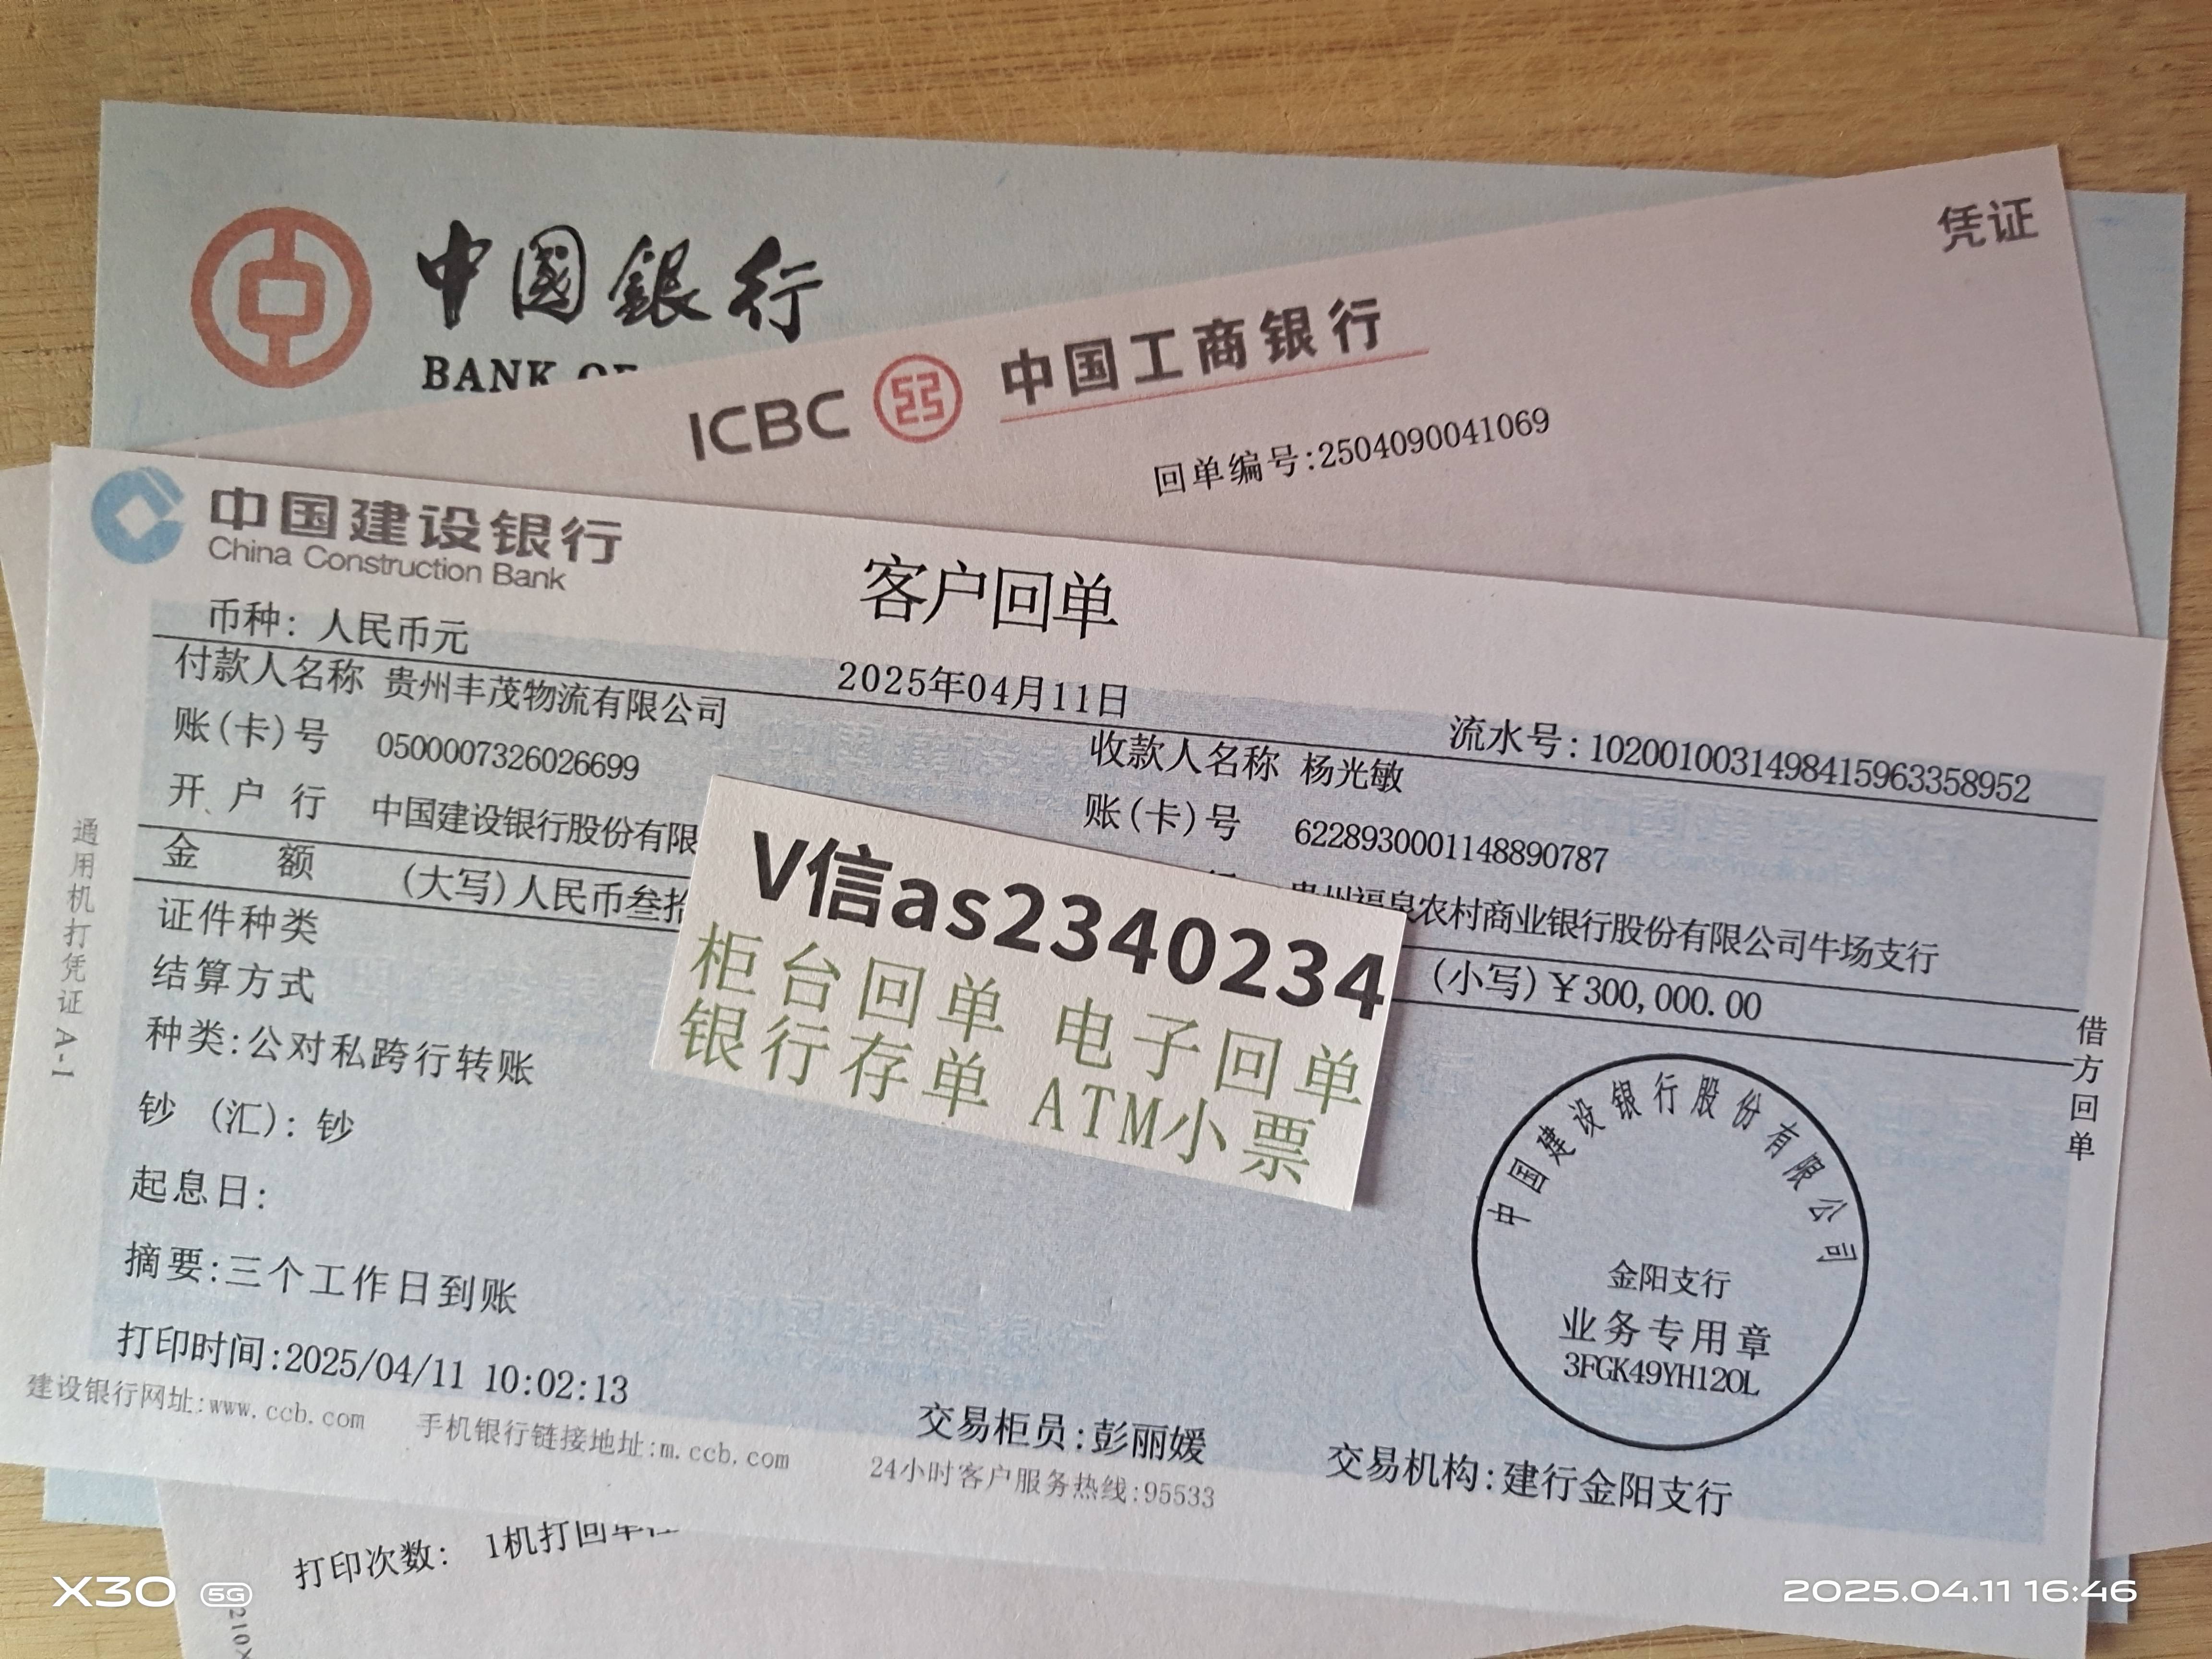 中國銀行
BANK OF
凭证
ICBC 中国工商银行
回单编号:2504090041069
中国建设银行
China Construction Bank
客户回单
币种: 人民币元
2025年04月11日
流水号:1020010031498415963358952
付款人名称 贵州丰茂物流有限公司
账(卡)号 0500007326026699
开 户 行 中国建设银行股份有限
收款人名称 杨光敏
账(卡)号 6228930001148890787
贵州福泉农村商业银行股份有限公司牛场支行
金 额 (大写)人民币叁拾
(小写)¥300,000.00
V信as2340234
柜台回单 电子回单
银行存单 ATM小票
证件种类
结算方式
种类:公对私跨行转账
钞 (汇): 钞
起息日:
摘要:三个工作日到账
打印时间:2025/04/11 10:02:13
交易柜员:彭丽媛
交易机构:建行金阳支行
中国建设银行股份有限公司
金阳支行
业务专用章
3FGK49YH12OL
借方回单
通用机打凭证 A-1
建设银行网址:www.ccb.com 手机银行链接地址:m.ccb.com 24小时客户服务热线:95533
打印次数: 1机打回单
X30 5G
2025.04.11 16:46